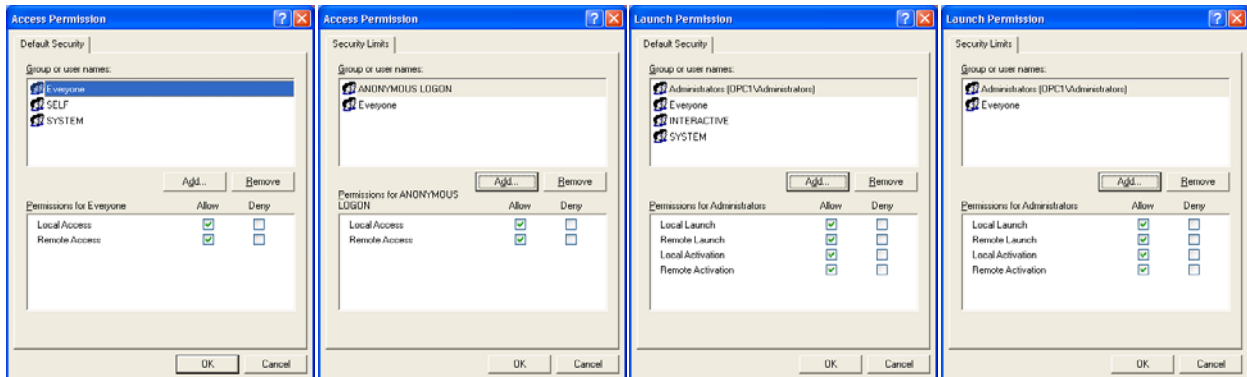 Access Permission
Default Security
Group or user names:
Everyone
SELF
SYSTEM
Add...
Remove
Permissions for Everyone
Allow
Deny
Local Access
Remote Access
OK
Cancel
Access Permission
Security Limits
Group or user names:
ANONYMOUS LOGON
Everyone
Add...
Remove
Permissions for ANONYMOUS
LOGON
Allow
Deny
Local Access
Remote Access
OK
Cancel
Launch Permission
Default Security
Group or user names:
Administrators (OPC1\Administrators)
Everyone
INTERACTIVE
SYSTEM
Add...
Remove
Permissions for Administrators
Allow
Deny
Local Launch
Remote Launch
Local Activation
Remote Activation
OK
Cancel
Launch Permission
Security Limits
Group or user names:
Administrators (OPC1\Administrators)
Everyone
Add...
Remove
Permissions for Administrators
Allow
Deny
Local Launch
Remote Launch
Local Activation
Remote Activation
OK
Cancel